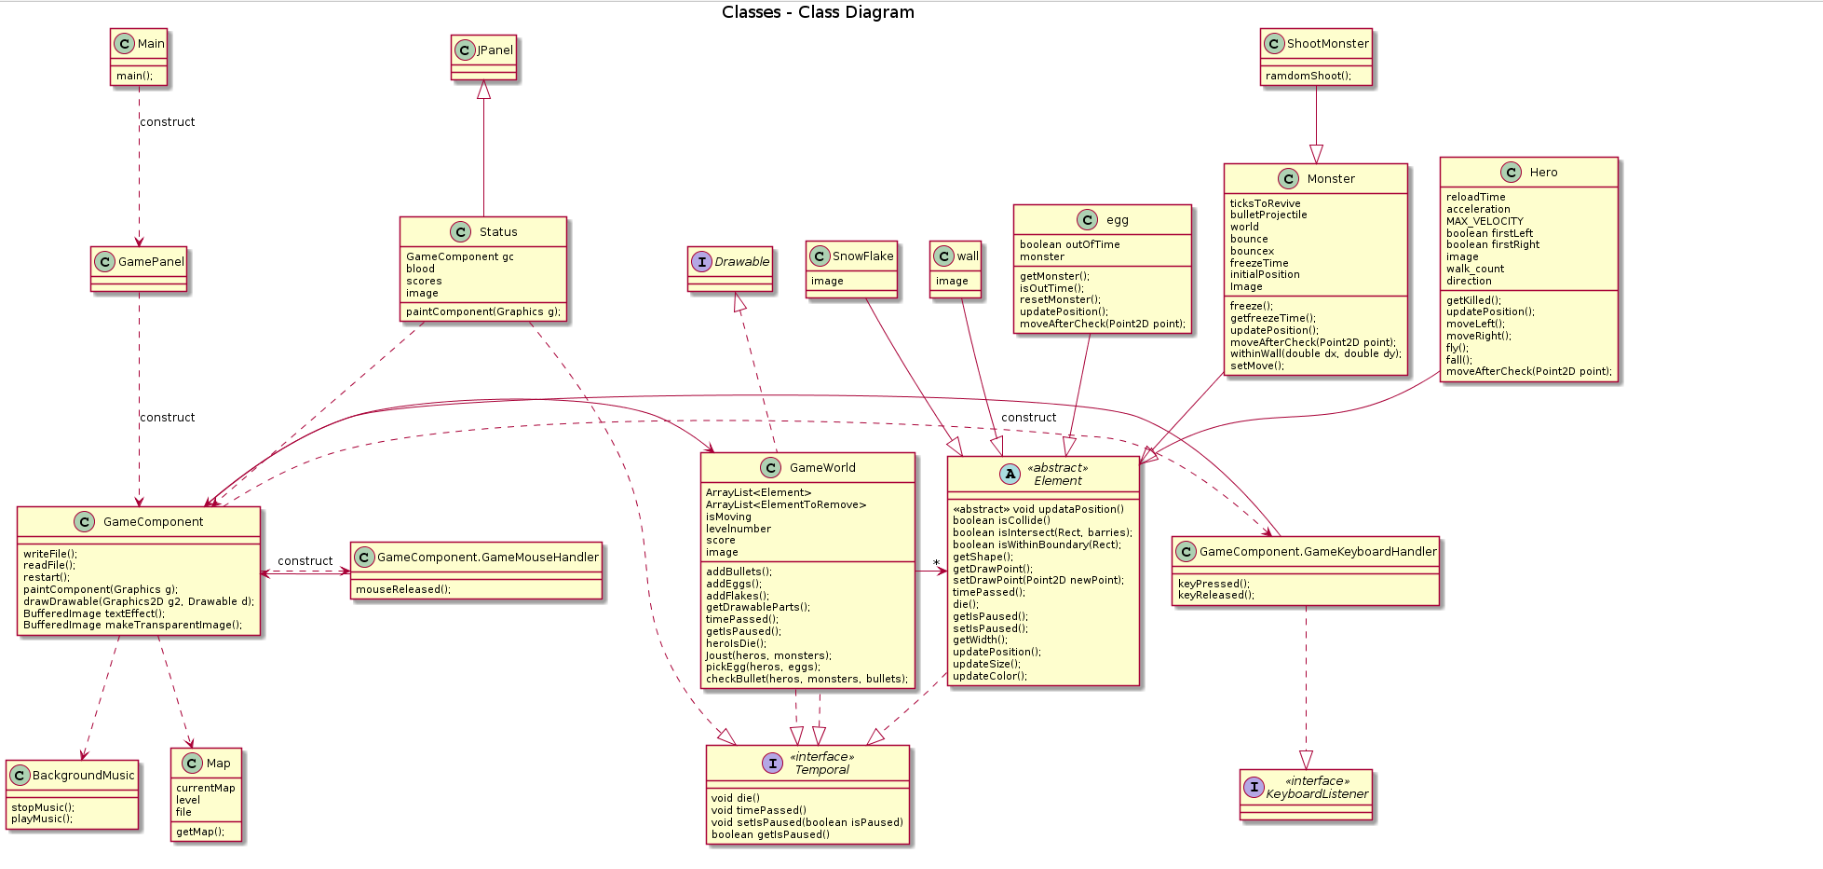 Classes - Class Diagram
C Main
main();
construct
C JPanel
C ShootMonster
ramdomShoot();
C GamePanel
construct
C Status
GameComponent gc
blood
scores
image
paintComponent(Graphics g);
I Drawable
C SnowFlake
image
C wall
image
C egg
boolean outOfTime
monster
getMonster();
isOutTime();
resetMonster();
updatePosition();
moveAfterCheck(Point2D point);
C Monster
ticksToRevive
bulletProjectile
world
bounce
bouncex
freezeTime
initialPosition
Image
freeze();
getfreezeTime();
updatePosition();
moveAfterCheck(Point2D point);
withinWall(double dx, double dy);
setMove();
C Hero
reloadTime
acceleration
MAX_VELOCITY
boolean firstLeft
boolean firstRight
image
walk_count
direction
getKilled();
updatePosition();
moveLeft();
moveRight();
fly();
fall();
moveAfterCheck(Point2D point);
construct
C GameComponent
writeFile();
readFile();
restart();
paintComponent(Graphics g);
drawDrawable(Graphics2D g2, Drawable d);
BufferedImage textEffect();
BufferedImage makeTransparentImage();
construct
C GameComponent.GameMouseHandler
mouseReleased();
C GameWorld
ArrayList<Element>
ArrayList<ElementToRemove>
isMoving
levelnumber
score
image
addBullets();
addEggs();
addFlakes();
getDrawableParts();
timePassed();
getIsPaused();
heroIsDie();
Joust(heros, monsters);
pickEgg(heros, eggs);
checkBullet(heros, monsters, bullets);
*
A «abstract»
Element
«abstract» void updataPosition()
boolean isCollide()
boolean isIntersect(Rect, barries);
boolean isWithinBoundary(Rect);
getShape();
getDrawPoint();
setDrawPoint(Point2D newPoint);
timePassed();
die();
getIsPaused();
setIsPaused();
getWidth();
updatePosition();
updateSize();
updateColor();
C GameComponent.GameKeyboardHandler
keyPressed();
keyReleased();
C BackgroundMusic
stopMusic();
playMusic();
C Map
currentMap
level
file
getMap();
I «interface»
Temporal
void die()
void timePassed()
void setIsPaused(boolean isPaused)
boolean getIsPaused()
I «interface»
KeyboardListener